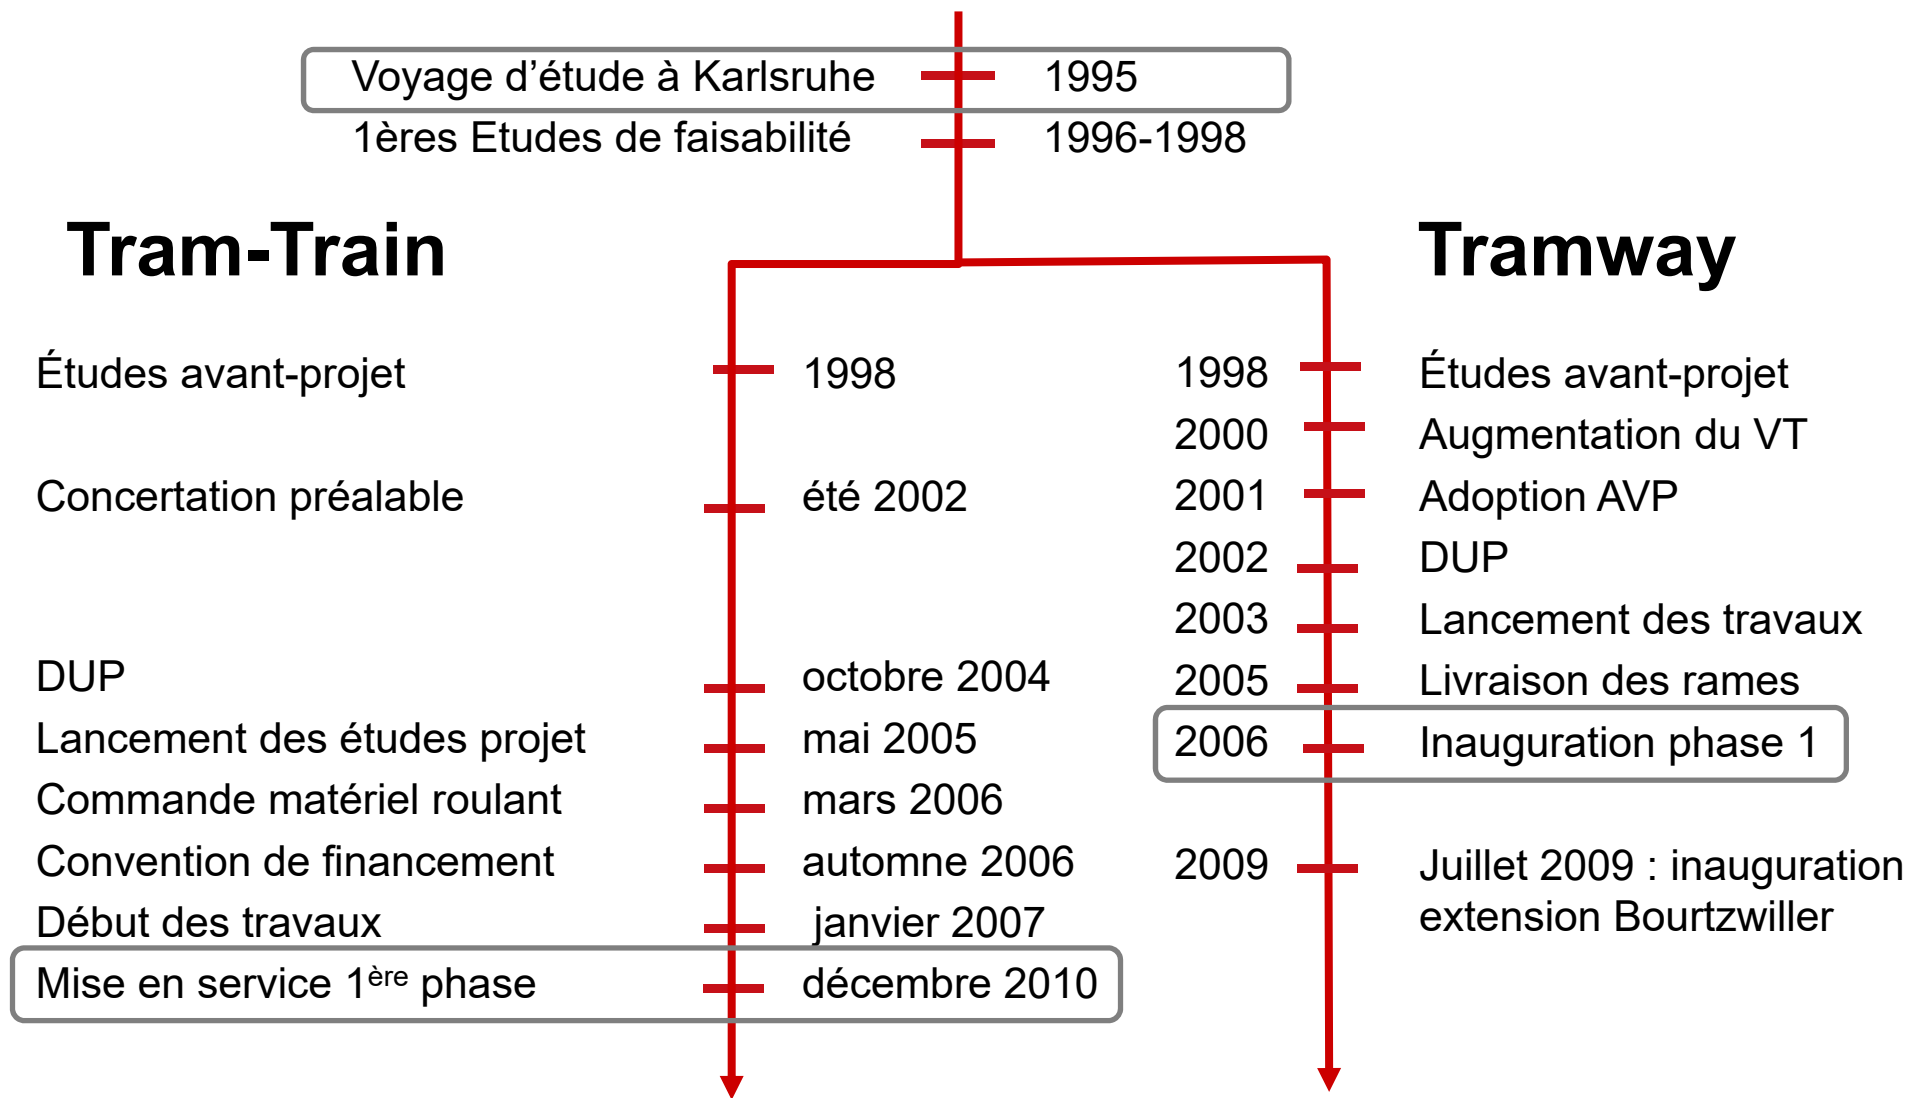 Voyage d’étude à Karlsruhe 1995
1ères Etudes de faisabilité 1996-1998
Tram-Train
Études avant-projet 1998
Concertation préalable été 2002
DUP octobre 2004
Lancement des études projet mai 2005
Commande matériel roulant mars 2006
Convention de financement automne 2006
Début des travaux janvier 2007
Mise en service 1ère phase décembre 2010
Tramway
1998 Études avant-projet
2000 Augmentation du VT
2001 Adoption AVP
2002 DUP
2003 Lancement des travaux
2005 Livraison des rames
2006 Inauguration phase 1
2009 Juillet 2009 : inauguration
extension Bourtzwiller